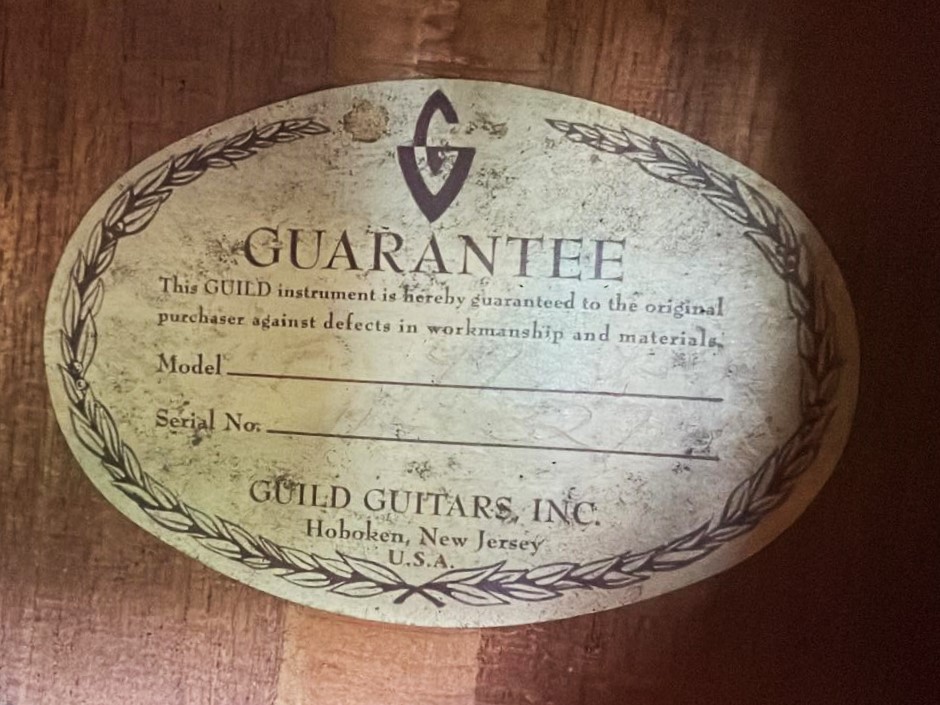 GUARANTEE
This GUILD instrument is hereby guaranteed to the original
purchaser against defects in workmanship and materials.
Model
Serial No.
GUILD GUITARS, INC.
Hoboken, New Jersey
U.S.A.